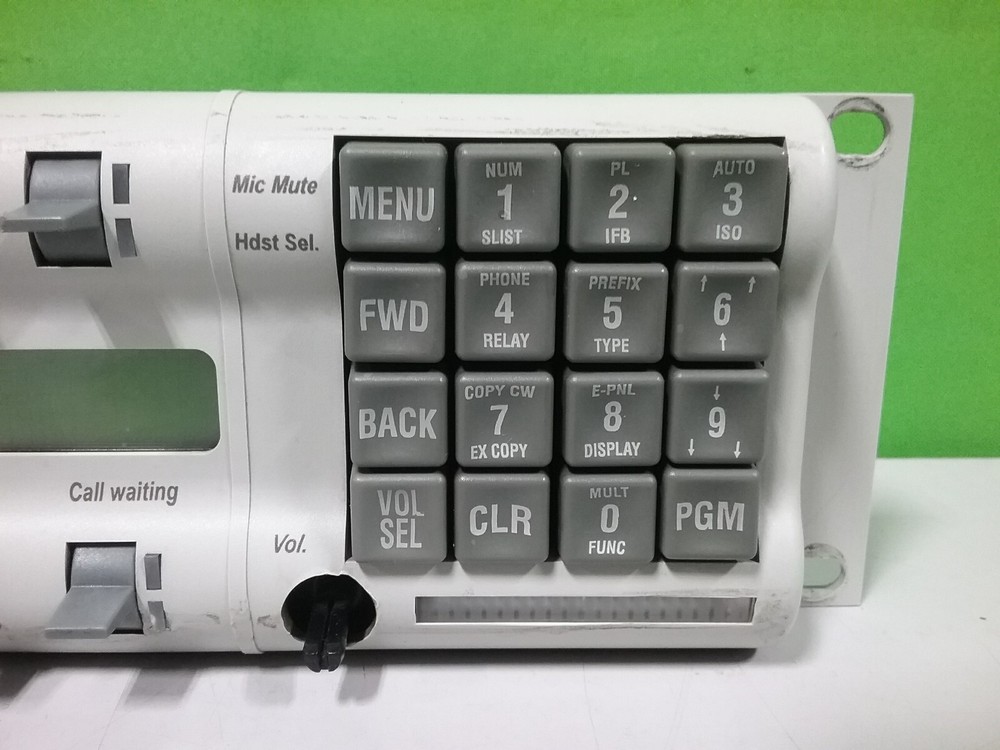 Mic Mute
Hdst Sel.
MENU
NUM
1
SLIST
PL
2
IFB
AUTO
3
ISO
FWD
PHONE
4
RELAY
PREFIX
5
TYPE
↑ ↑
6
↑
BACK
COPY CW
7
EX COPY
E-PNL
8
DISPLAY
↓
9
↓ ↓
Call waiting
VOL
SEL
CLR
MULT
0
FUNC
PGM
Vol.